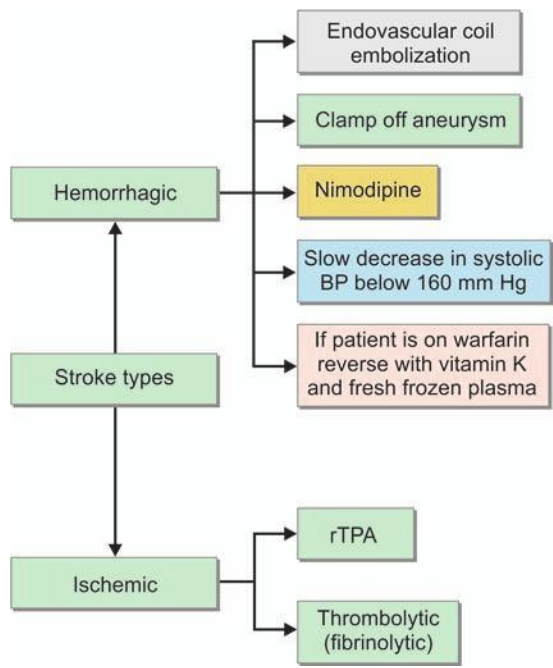 Endovascular coil
embolization
Clamp off aneurysm
Hemorrhagic
Nimodipine
Slow decrease in systolic
BP below 160 mm Hg
If patient is on warfarin
reverse with vitamin K
and fresh frozen plasma
Stroke types
rTPA
Ischemic
Thrombolytic
(fibrinolytic)